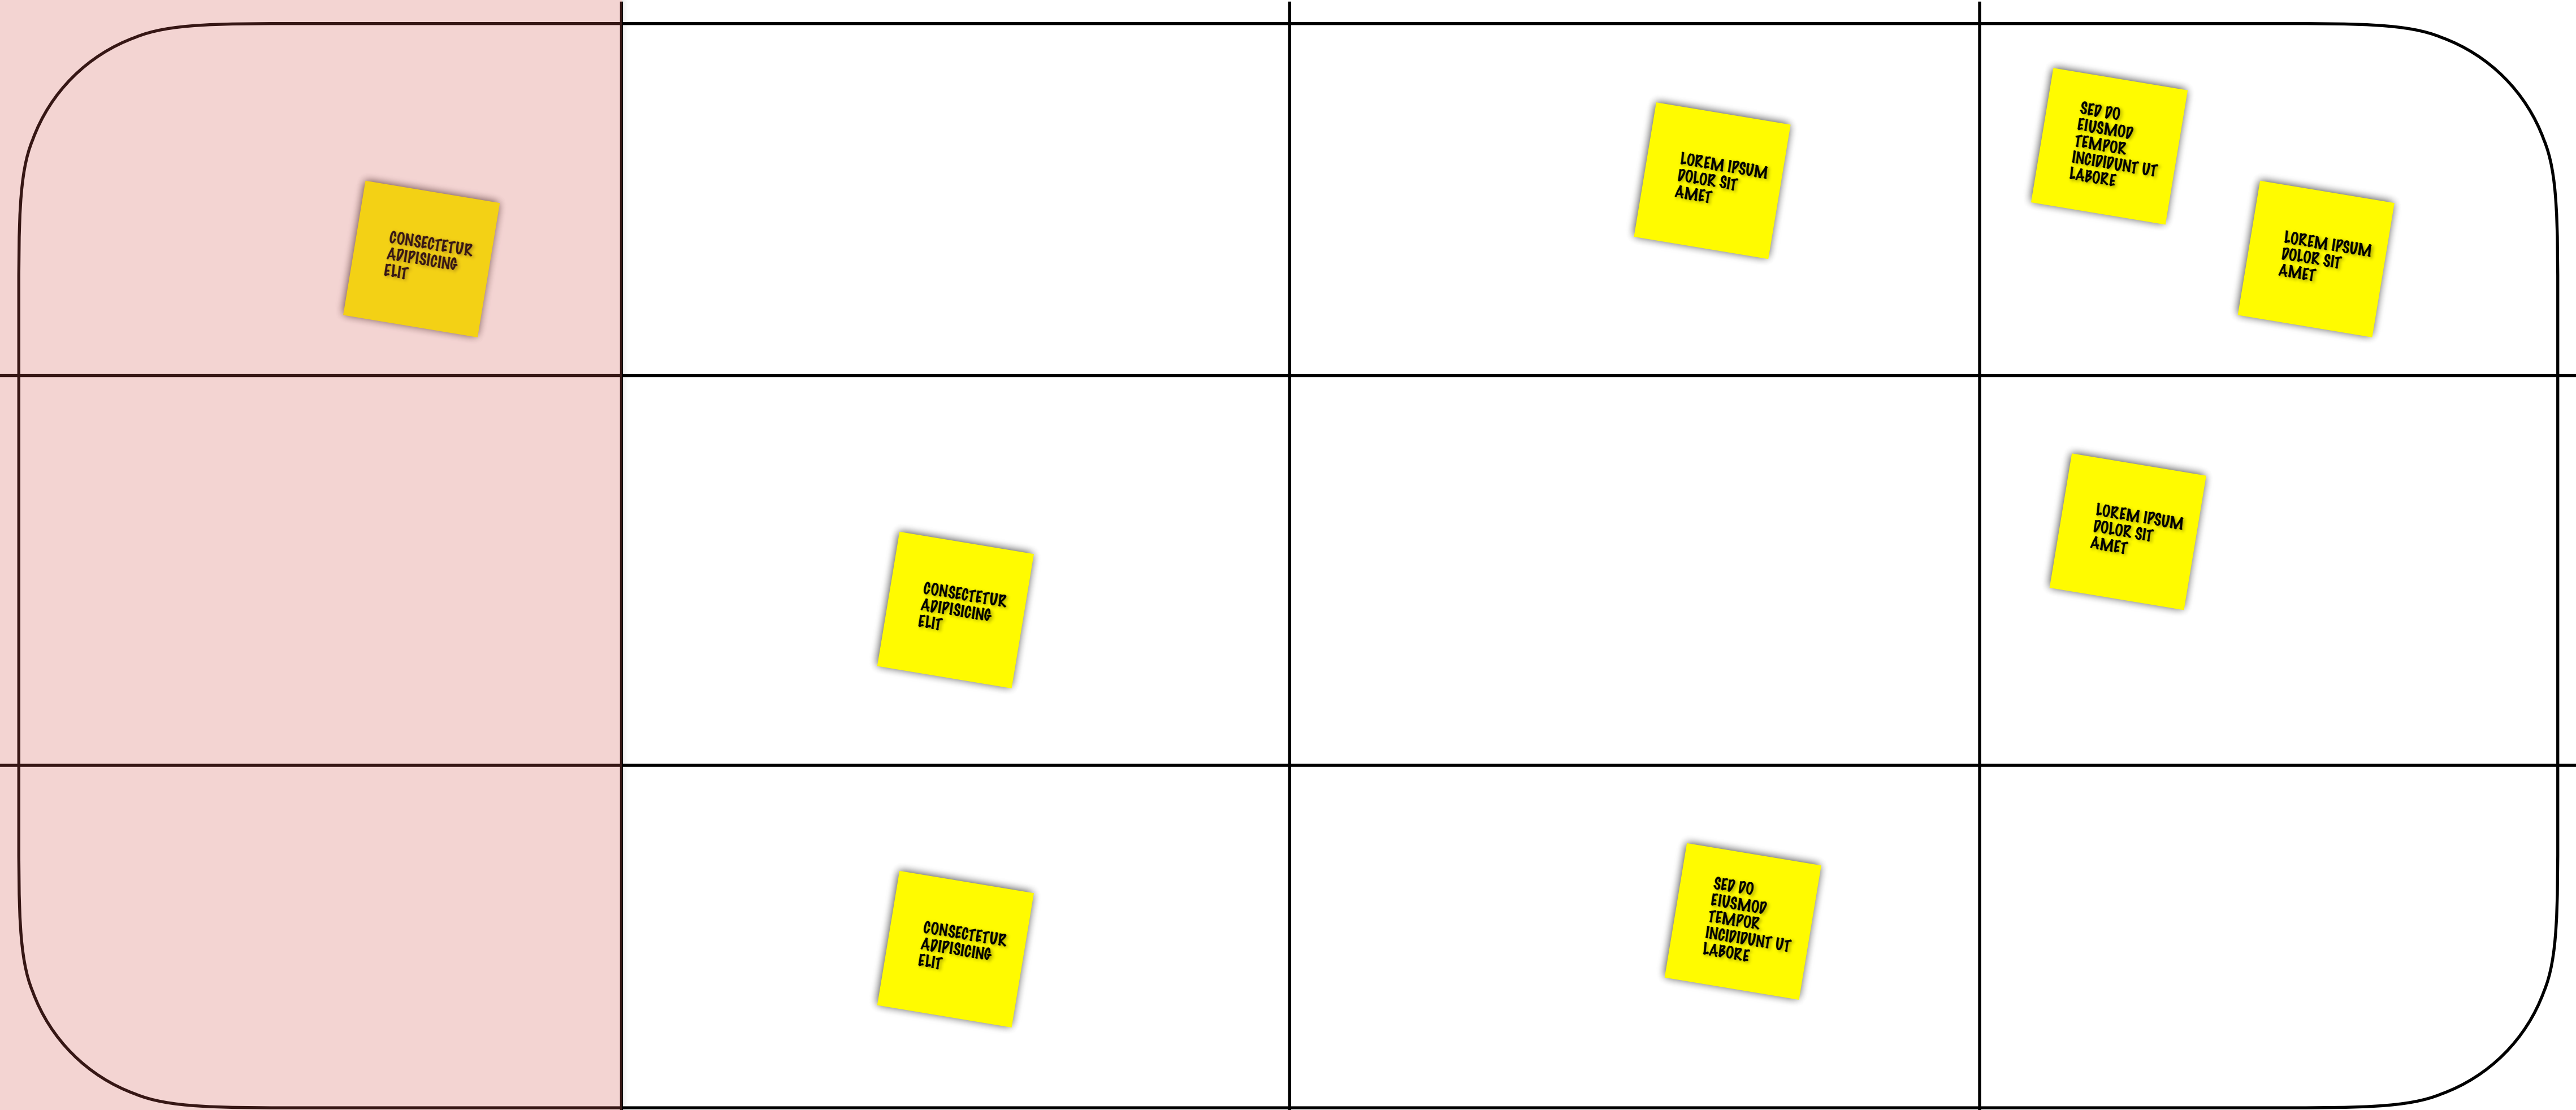 CONSECTETUR
ADIPISICING
ELIT
LOREM IPSUM
DOLOR SIT
AMET
SED DO
EIUSMOD
TEMPOR
INCIDIDUNT UT
LABORE
LOREM IPSUM
DOLOR SIT
AMET
CONSECTETUR
ADIPISICING
ELIT
LOREM IPSUM
DOLOR SIT
AMET
CONSECTETUR
ADIPISICING
ELIT
SED DO
EIUSMOD
TEMPOR
INCIDIDUNT UT
LABORE